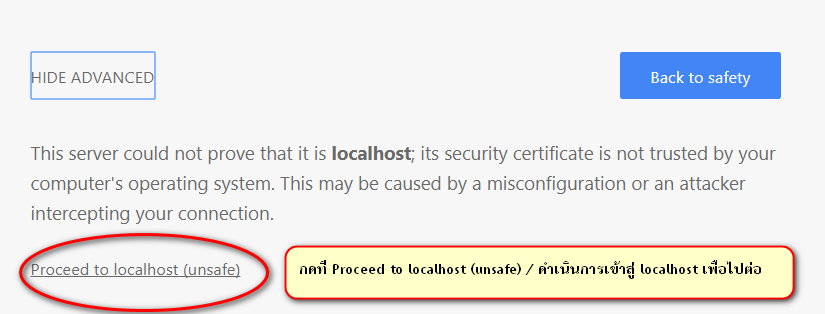 HIDE ADVANCED
Back to safety
This server could not prove that it is localhost; its security certificate is not trusted by your
computer's operating system. This may be caused by a misconfiguration or an attacker
intercepting your connection.
Proceed to localhost (unsafe)
กดที่ Proceed to localhost (unsafe) / ดำเนินการเข้าสู่ localhost เพื่อไปต่อ